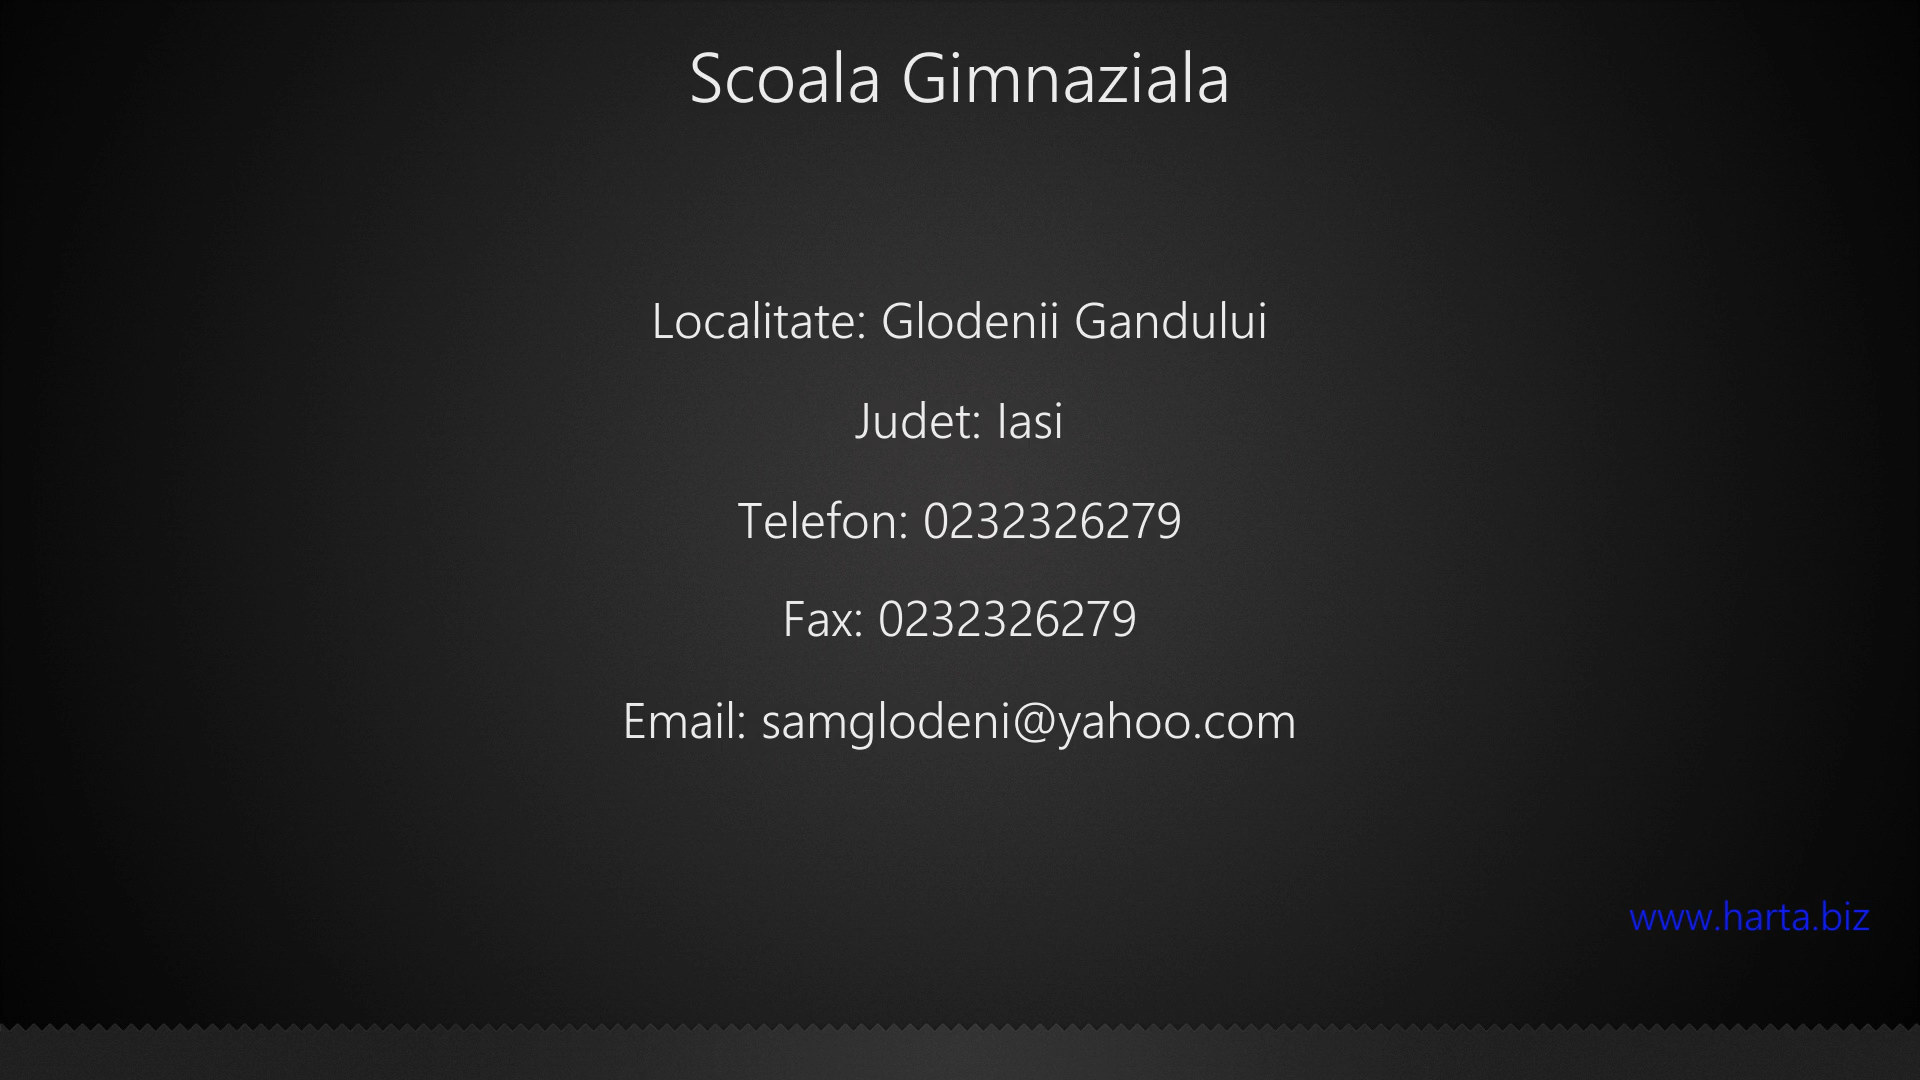 Scoala Gimnaziala
Localitate: Glodenii Gandului
Judet: Iasi
Telefon: 0232326279
Fax: 0232326279
Email: samglodeni@yahoo.com
www.harta.biz